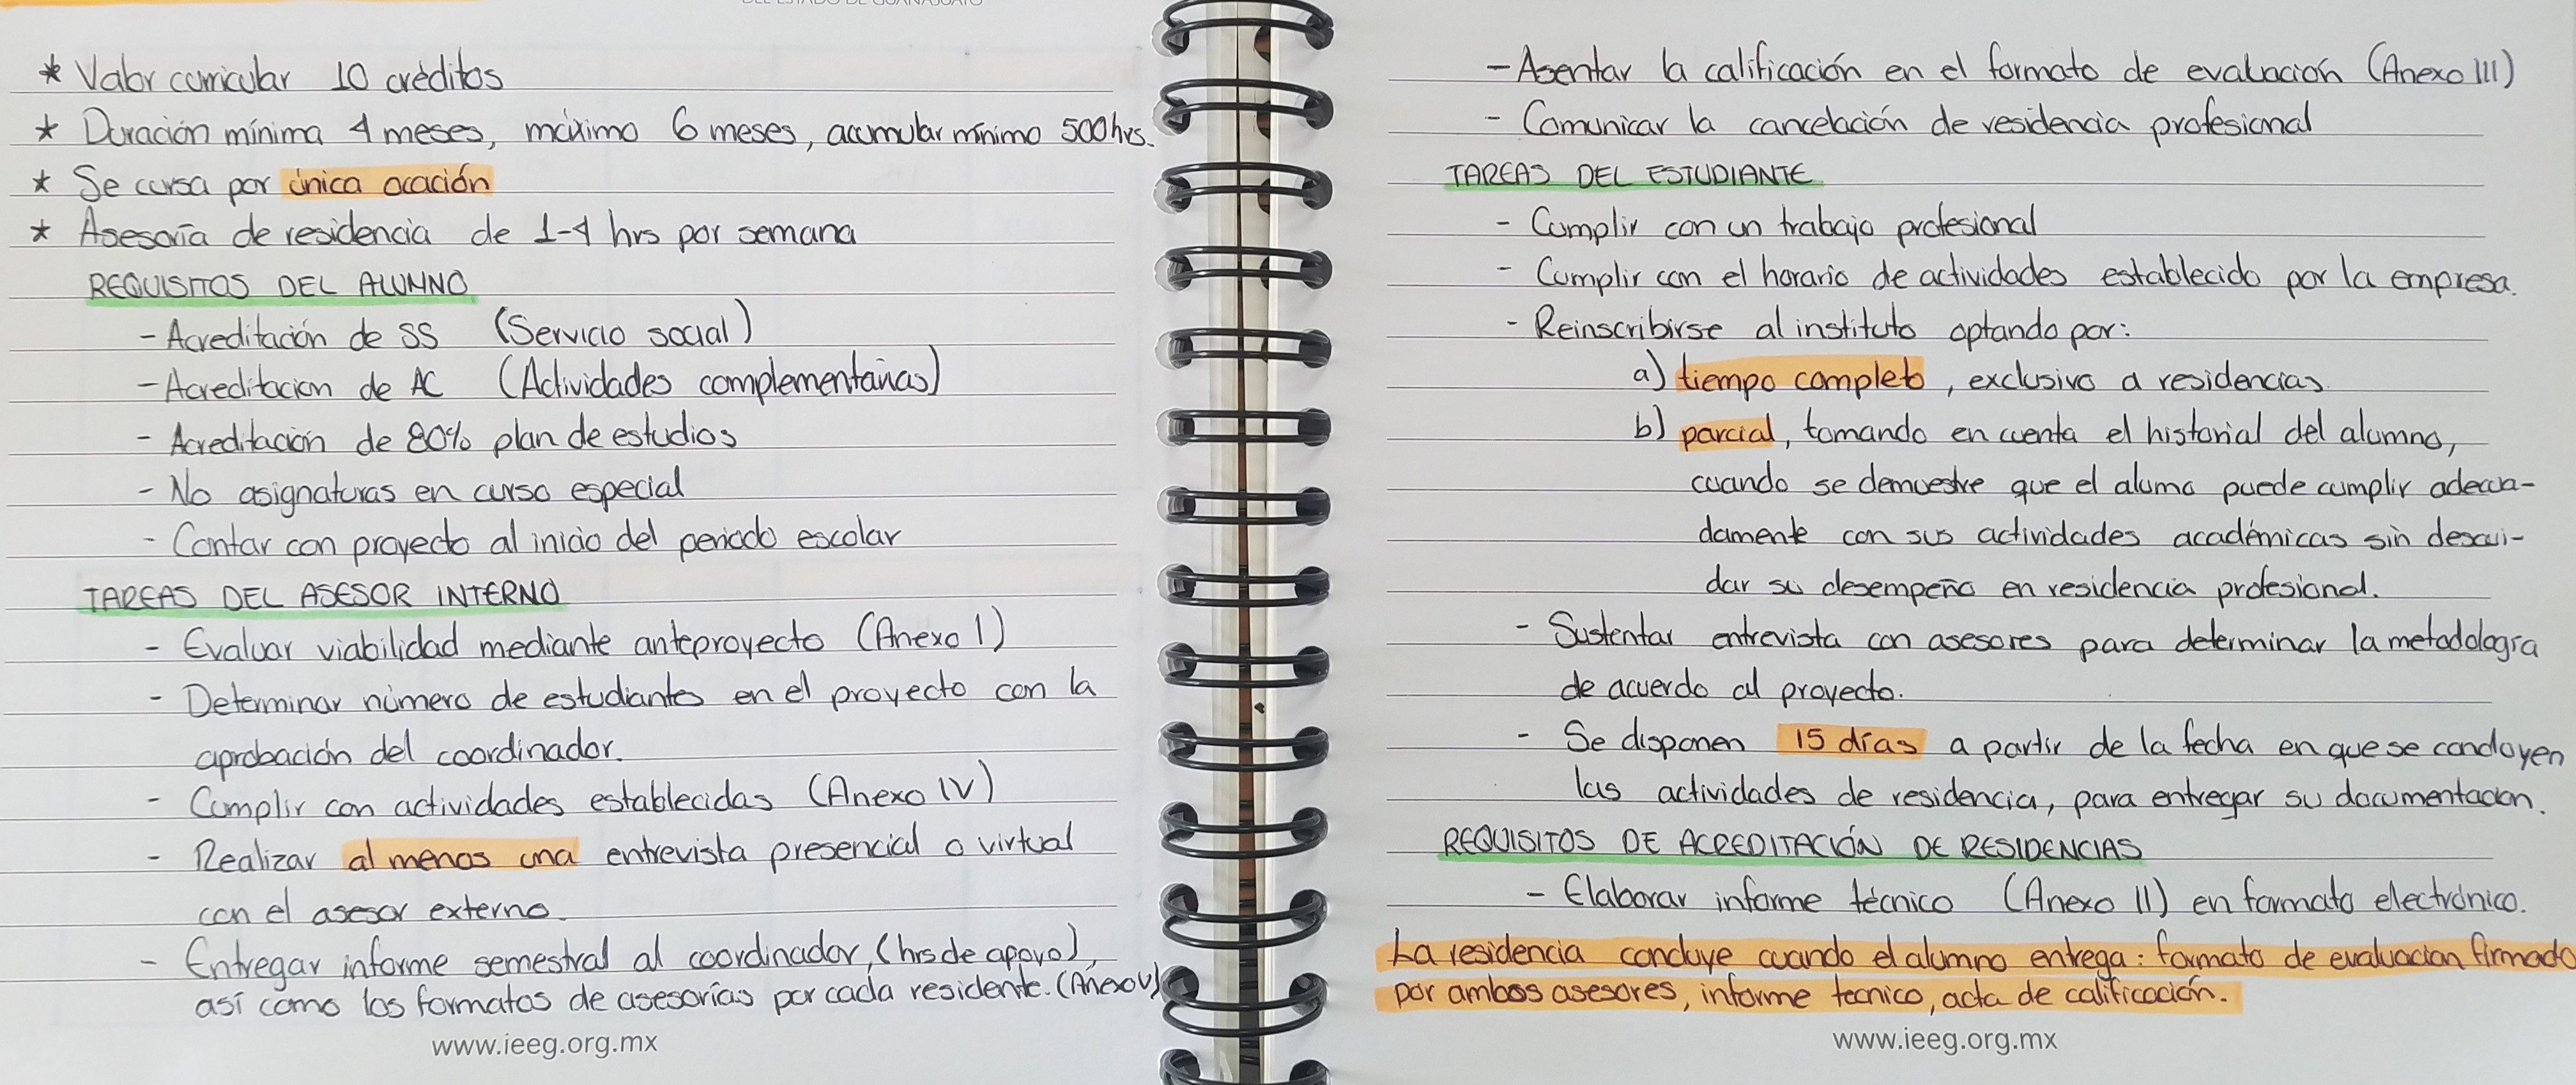 DEL ESTADO DE GUANAJUATO
* Valor curricular 10 créditos
* Duración mínima 4 meses, máximo 6 meses, acumular mínimo 500 hrs.
* Se cursa por única ocación
* Asesoría de residencia de 1-4 hrs por semana
REQUISITOS DEL ALUMNO
- Acreditación de SS (Servicio social)
- Acreditacion de AC (Actividades complementarias)
- Acreditación de 80% plan de estudios
- No asignaturas en curso especial
- Contar con proyecto al inicio del periodo escolar
TAREAS DEL ASESOR INTERNO
- Evaluar viabilidad mediante anteproyecto (Anexo I)
- Determinar número de estudiantes en el proyecto con la
aprobación del coordinador.
- Cumplir con actividades establecidas (Anexo IV)
- Realizar al menos una entrevista presencial o virtual
con el asesor externo.
- Entregar informe semestral al coordinador, (hrs de apoyo),
así como los formatos de asesorías por cada residente. (Anexo V)
www.ieeg.org.mx
- Asentar la calificación en el formato de evaluación (Anexo III)
- Comunicar la cancelación de residencia profesional
TAREAS DEL ESTUDIANTE
- Cumplir con un trabajo profesional
- Cumplir con el horario de actividades establecido por la empresa.
- Reinscribirse al instituto optando por:
a) tiempo completo, exclusivo a residencias
b) parcial, tomando en cuenta el historial del alumno,
cuando se demuestre que el alumo puede cumplir adecua-
damente con sus actividades académicas sin descui-
dar su desempeño en residencia profesional.
- Sustentar entrevista con asesores para determinar la metodología
de acuerdo al proyecto.
- Se disponen 15 días a partir de la fecha en que se concluyen
las actividades de residencia, para entregar su documentacion.
REQUISITOS DE ACREDITACIÓN DE RESIDENCIAS
- Elaborar informe técnico (Anexo II) en formato electrónico.
La residencia concluye cuando el alumno entrega: formato de evaluacion firmado
por ambos asesores, informe tecnico, acta de calificación.
www.ieeg.org.mx